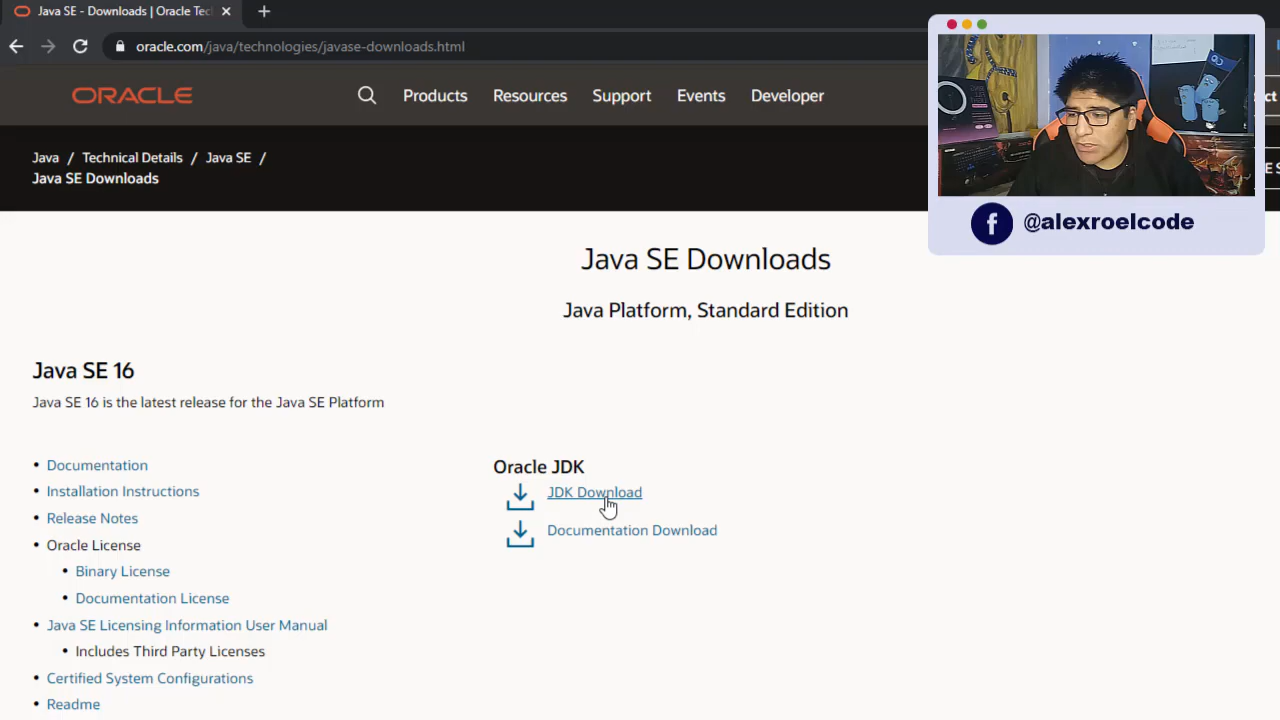 Java SE - Downloads | Oracle Tec
oracle.com/java/technologies/javase-downloads.html
ORACLE
Products Resources Support Events Developer
Java / Technical Details / Java SE /
Java SE Downloads
@alexroelcode
Java SE Downloads
Java Platform, Standard Edition
Java SE 16
Java SE 16 is the latest release for the Java SE Platform
• Documentation
• Installation Instructions
• Release Notes
• Oracle License
• Binary License
• Documentation License
• Java SE Licensing Information User Manual
• Includes Third Party Licenses
• Certified System Configurations
• Readme
Oracle JDK
JDK Download
Documentation Download